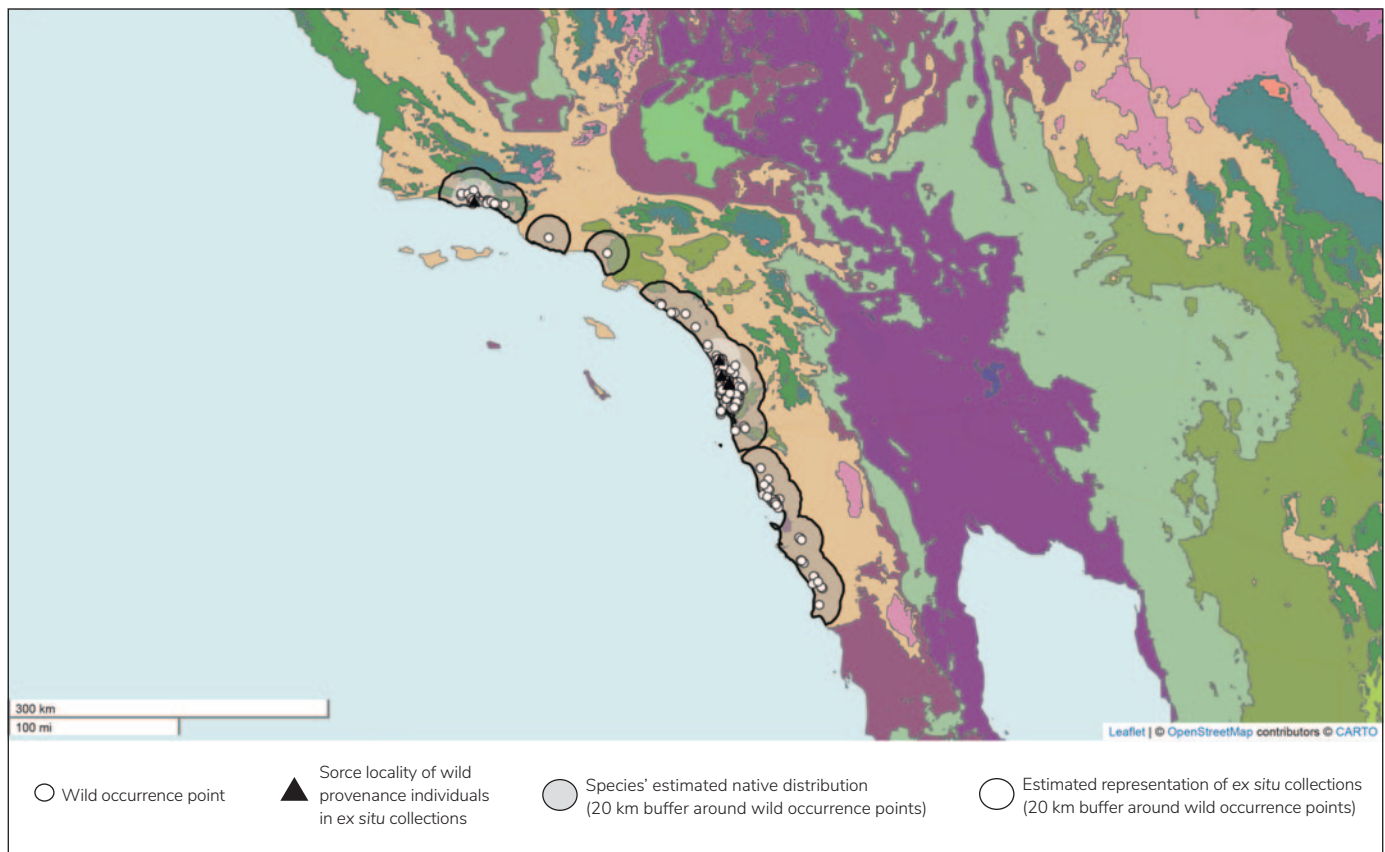 300 km
100 mi
Leaflet | © OpenStreetMap contributors © CARTO
Wild occurrence point
Sorce locality of wild
provenance individuals
in ex situ collections
Species' estimated native distribution
(20 km buffer around wild occurrence points)
Estimated representation of ex situ collections
(20 km buffer around wild occurrence points)